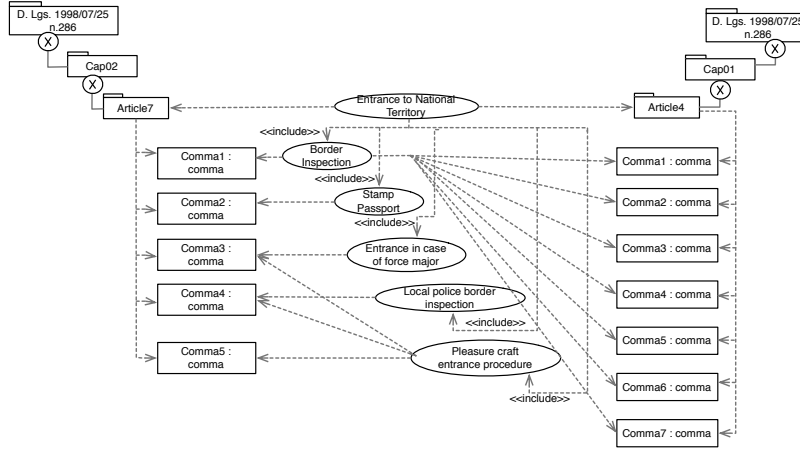 D. Lgs. 1998/07/25
n.286
D. Lgs. 1998/07/25
n.286
X
X
Cap02
Cap01
X
X
Article7
Entrance to National
Territory
Article4
<<include>>
Border
Inspection
Comma1 :
comma
Comma1 : comma
<<include>>
Stamp
Passport
Comma2 :
comma
Comma2 : comma
<<include>>
Entrance in case
of force major
Comma3 :
comma
Comma3 : comma
Local police border
inspection
Comma4 :
comma
Comma4 : comma
<<include>>
Comma5 : comma
Pleasure craft
entrance procedure
Comma5 :
comma
Comma6 : comma
<<include>>
Comma7 : comma